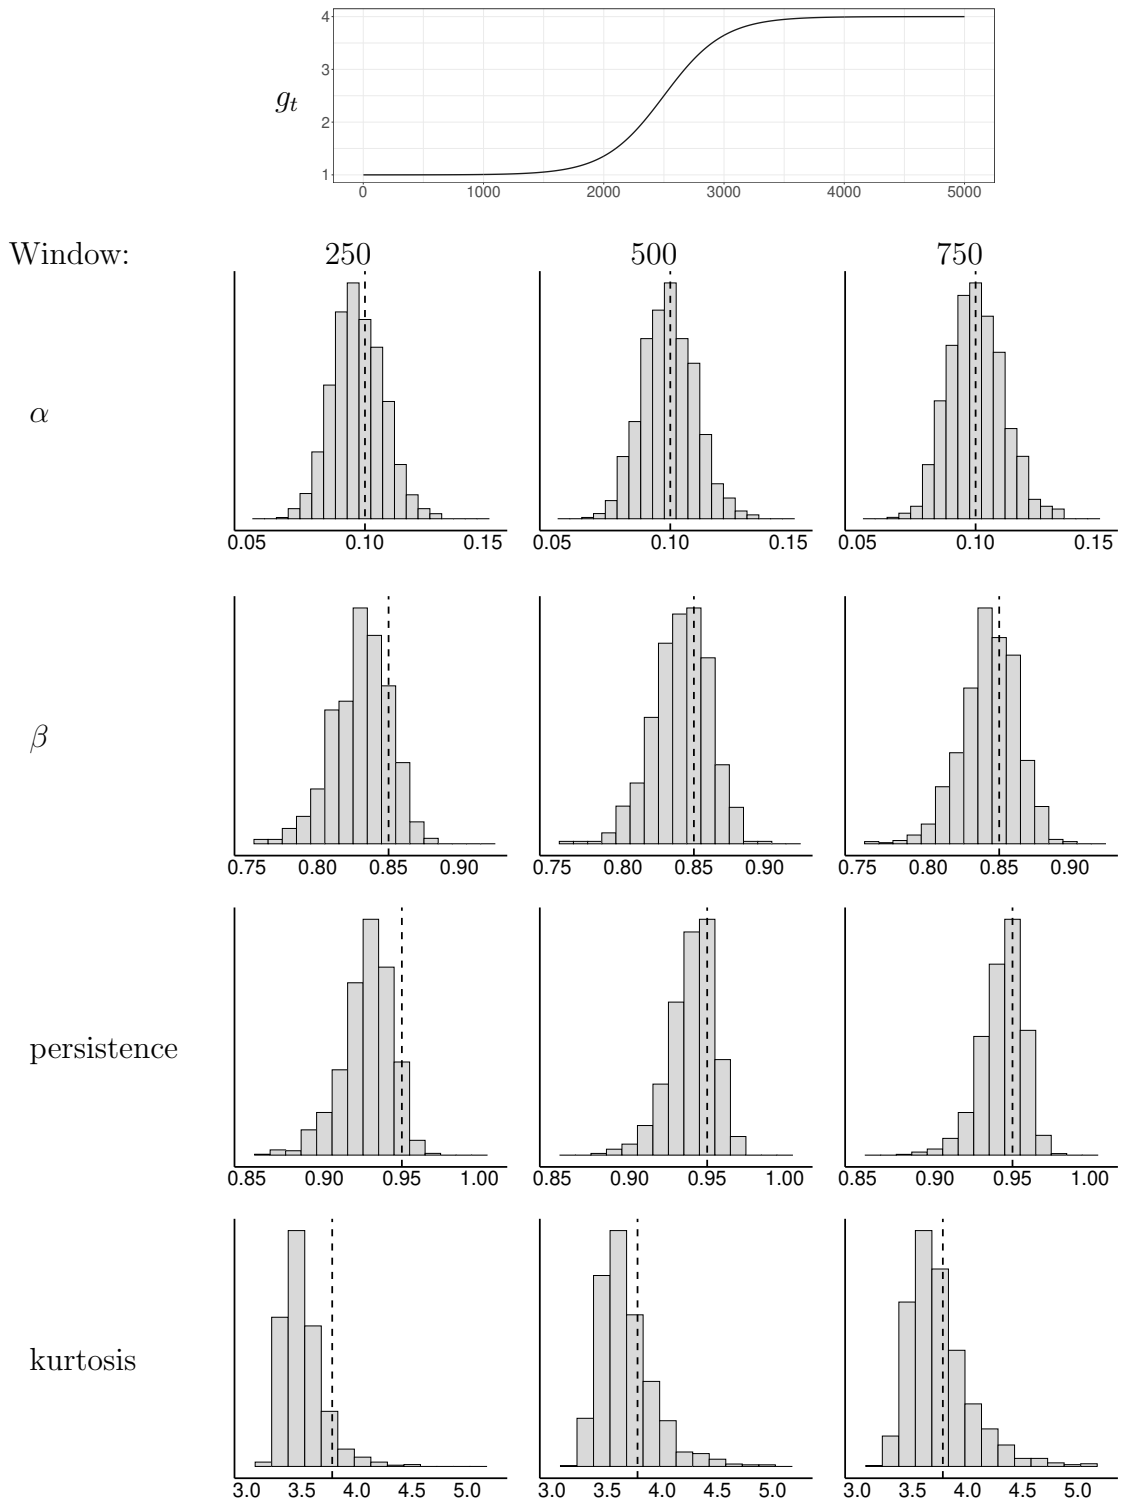 4
3
g_t
2
1
0 1000 2000 3000 4000 5000
Window: 250 500 750
α
0.05 0.10 0.15 0.05 0.10 0.15 0.05 0.10 0.15
β
0.75 0.80 0.85 0.90 0.75 0.80 0.85 0.90 0.75 0.80 0.85 0.90
persistence
0.85 0.90 0.95 1.00 0.85 0.90 0.95 1.00 0.85 0.90 0.95 1.00
kurtosis
3.0 3.5 4.0 4.5 5.0 3.0 3.5 4.0 4.5 5.0 3.0 3.5 4.0 4.5 5.0